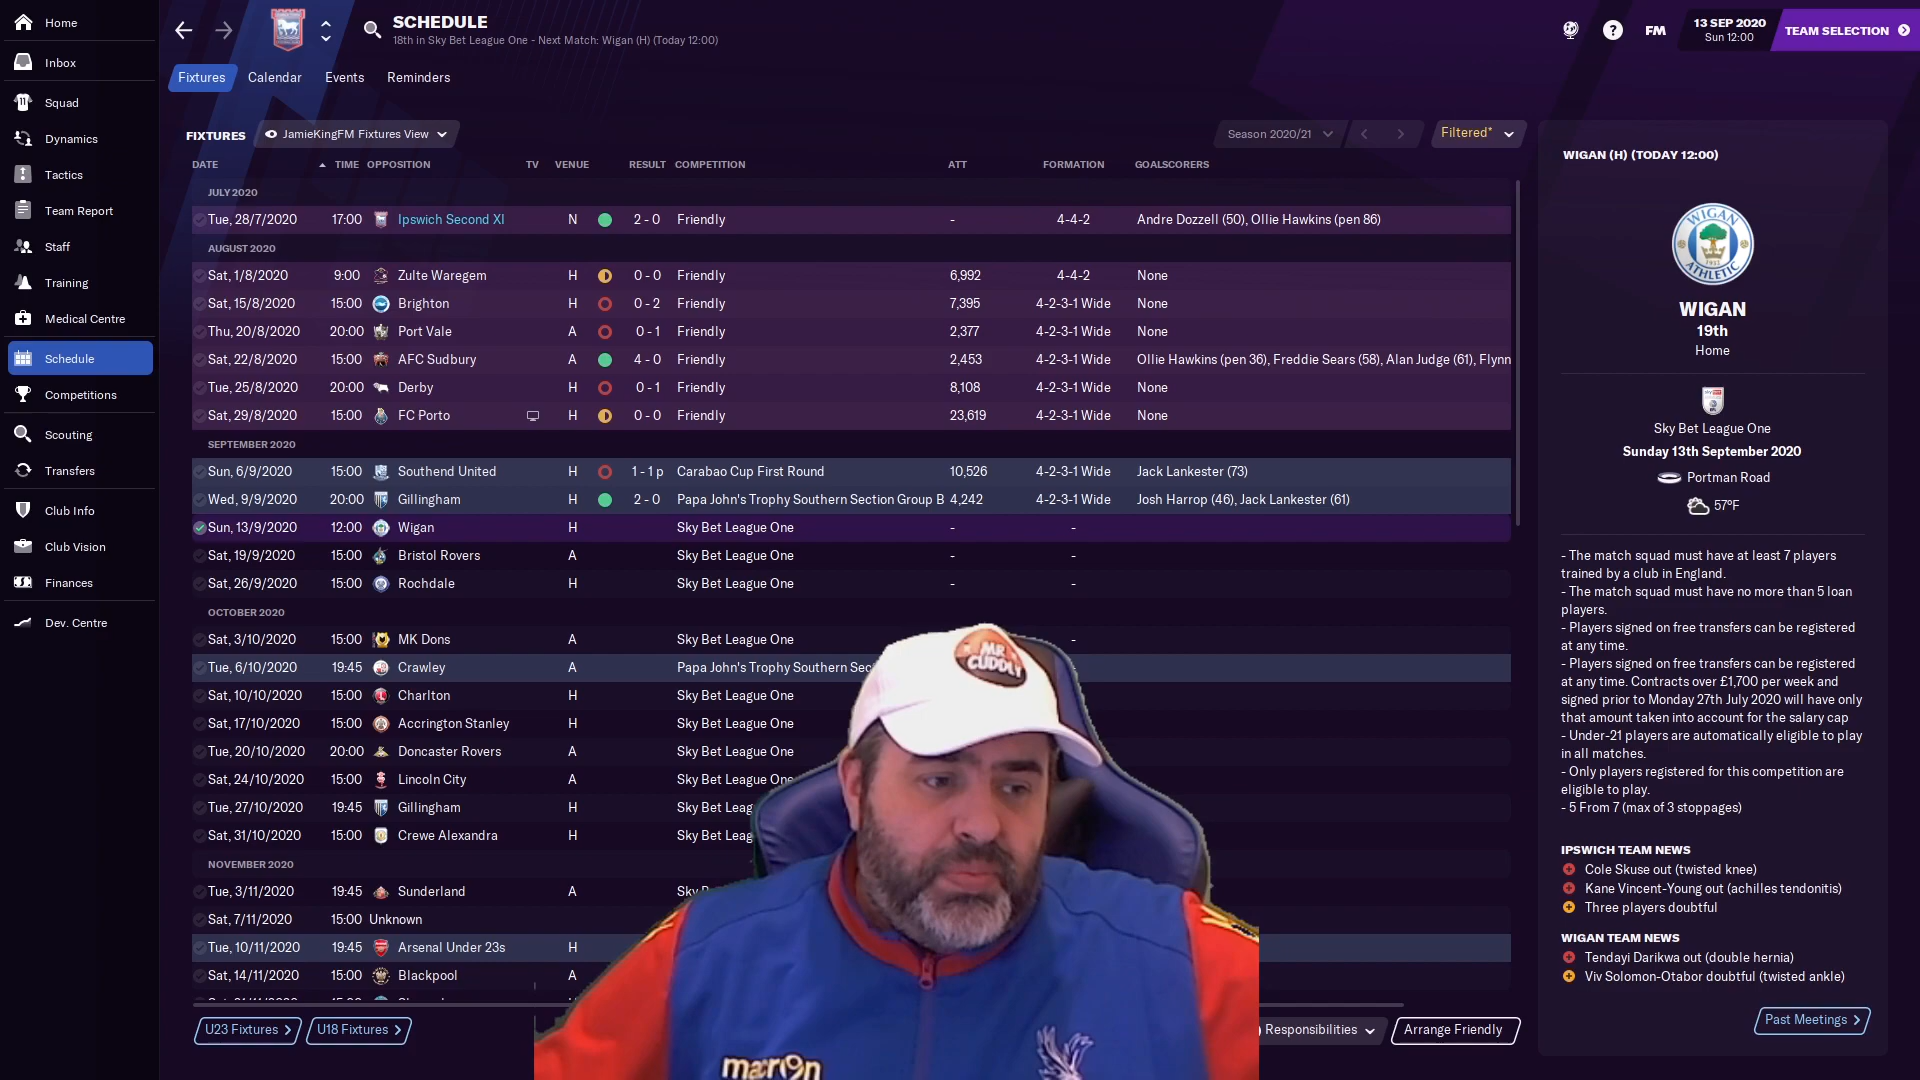 Home
Inbox
Squad
Dynamics
Tactics
Team Report
Staff
Training
Medical Centre
Schedule
Competitions
Scouting
Transfers
Club Info
Club Vision
Finances
Dev. Centre
SCHEDULE
18th in Sky Bet League One - Next Match: Wigan (H) (Today 12:00)
FM
13 SEP 2020
Sun 12:00
TEAM SELECTION
Fixtures Calendar Events Reminders
FIXTURES JamieKingFM Fixtures View Season 2020/21 Filtered*
DATE TIME OPPOSITION TV VENUE RESULT COMPETITION ATT FORMATION GOALSCORERS
JULY 2020
Tue, 28/7/2020 17:00 Ipswich Second XI N 2 - 0 Friendly - 4-4-2 Andre Dozzell (50), Ollie Hawkins (pen 86)
AUGUST 2020
Sat, 1/8/2020 9:00 Zulte Waregem H 0 - 0 Friendly 6,992 4-4-2 None
Sat, 15/8/2020 15:00 Brighton H 0 - 2 Friendly 7,395 4-2-3-1 Wide None
Thu, 20/8/2020 20:00 Port Vale A 0 - 1 Friendly 2,377 4-2-3-1 Wide None
Sat, 22/8/2020 15:00 AFC Sudbury A 4 - 0 Friendly 2,453 4-2-3-1 Wide Ollie Hawkins (pen 36), Freddie Sears (58), Alan Judge (61), Flynn
Tue, 25/8/2020 20:00 Derby H 0 - 1 Friendly 8,108 4-2-3-1 Wide None
Sat, 29/8/2020 15:00 FC Porto H 0 - 0 Friendly 23,619 4-2-3-1 Wide None
SEPTEMBER 2020
Sun, 6/9/2020 15:00 Southend United H 1 - 1 p Carabao Cup First Round 10,526 4-2-3-1 Wide Jack Lankester (73)
Wed, 9/9/2020 20:00 Gillingham H 2 - 0 Papa John's Trophy Southern Section Group B 4,242 4-2-3-1 Wide Josh Harrop (46), Jack Lankester (61)
Sun, 13/9/2020 12:00 Wigan H Sky Bet League One - -
Sat, 19/9/2020 15:00 Bristol Rovers A Sky Bet League One - -
Sat, 26/9/2020 15:00 Rochdale H Sky Bet League One - -
OCTOBER 2020
Sat, 3/10/2020 15:00 MK Dons A Sky Bet League One -
Tue, 6/10/2020 19:45 Crawley A Papa John's Trophy Southern Sec
Sat, 10/10/2020 15:00 Charlton H Sky Bet League One
Sat, 17/10/2020 15:00 Accrington Stanley H Sky Bet League One
Tue, 20/10/2020 20:00 Doncaster Rovers A Sky Bet League One
Sat, 24/10/2020 15:00 Lincoln City A Sky Bet League One
Tue, 27/10/2020 19:45 Gillingham H Sky Bet Leag
Sat, 31/10/2020 15:00 Crewe Alexandra H Sky Bet Leag
NOVEMBER 2020
Tue, 3/11/2020 19:45 Sunderland A Sky
Sat, 7/11/2020 15:00 Unknown
Tue, 10/11/2020 19:45 Arsenal Under 23s H
Sat, 14/11/2020 15:00 Blackpool A
U23 Fixtures U18 Fixtures Responsibilities Arrange Friendly
MR
CUDDLY
macron
WIGAN (H) (TODAY 12:00)
WIGAN
ATHLETIC
WIGAN
19th
Home
Sky Bet League One
Sunday 13th September 2020
Portman Road
57°F
- The match squad must have at least 7 players
trained by a club in England.
- The match squad must have no more than 5 loan
players.
- Players signed on free transfers can be registered
at any time.
- Players signed on free transfers can be registered
at any time. Contracts over £1,700 per week and
signed prior to Monday 27th July 2020 will have only
that amount taken into account for the salary cap
- Under-21 players are automatically eligible to play
in all matches.
- Only players registered for this competition are
eligible to play.
- 5 From 7 (max of 3 stoppages)
IPSWICH TEAM NEWS
Cole Skuse out (twisted knee)
Kane Vincent-Young out (achilles tendonitis)
Three players doubtful
WIGAN TEAM NEWS
Tendayi Darikwa out (double hernia)
Viv Solomon-Otabor doubtful (twisted ankle)
Past Meetings